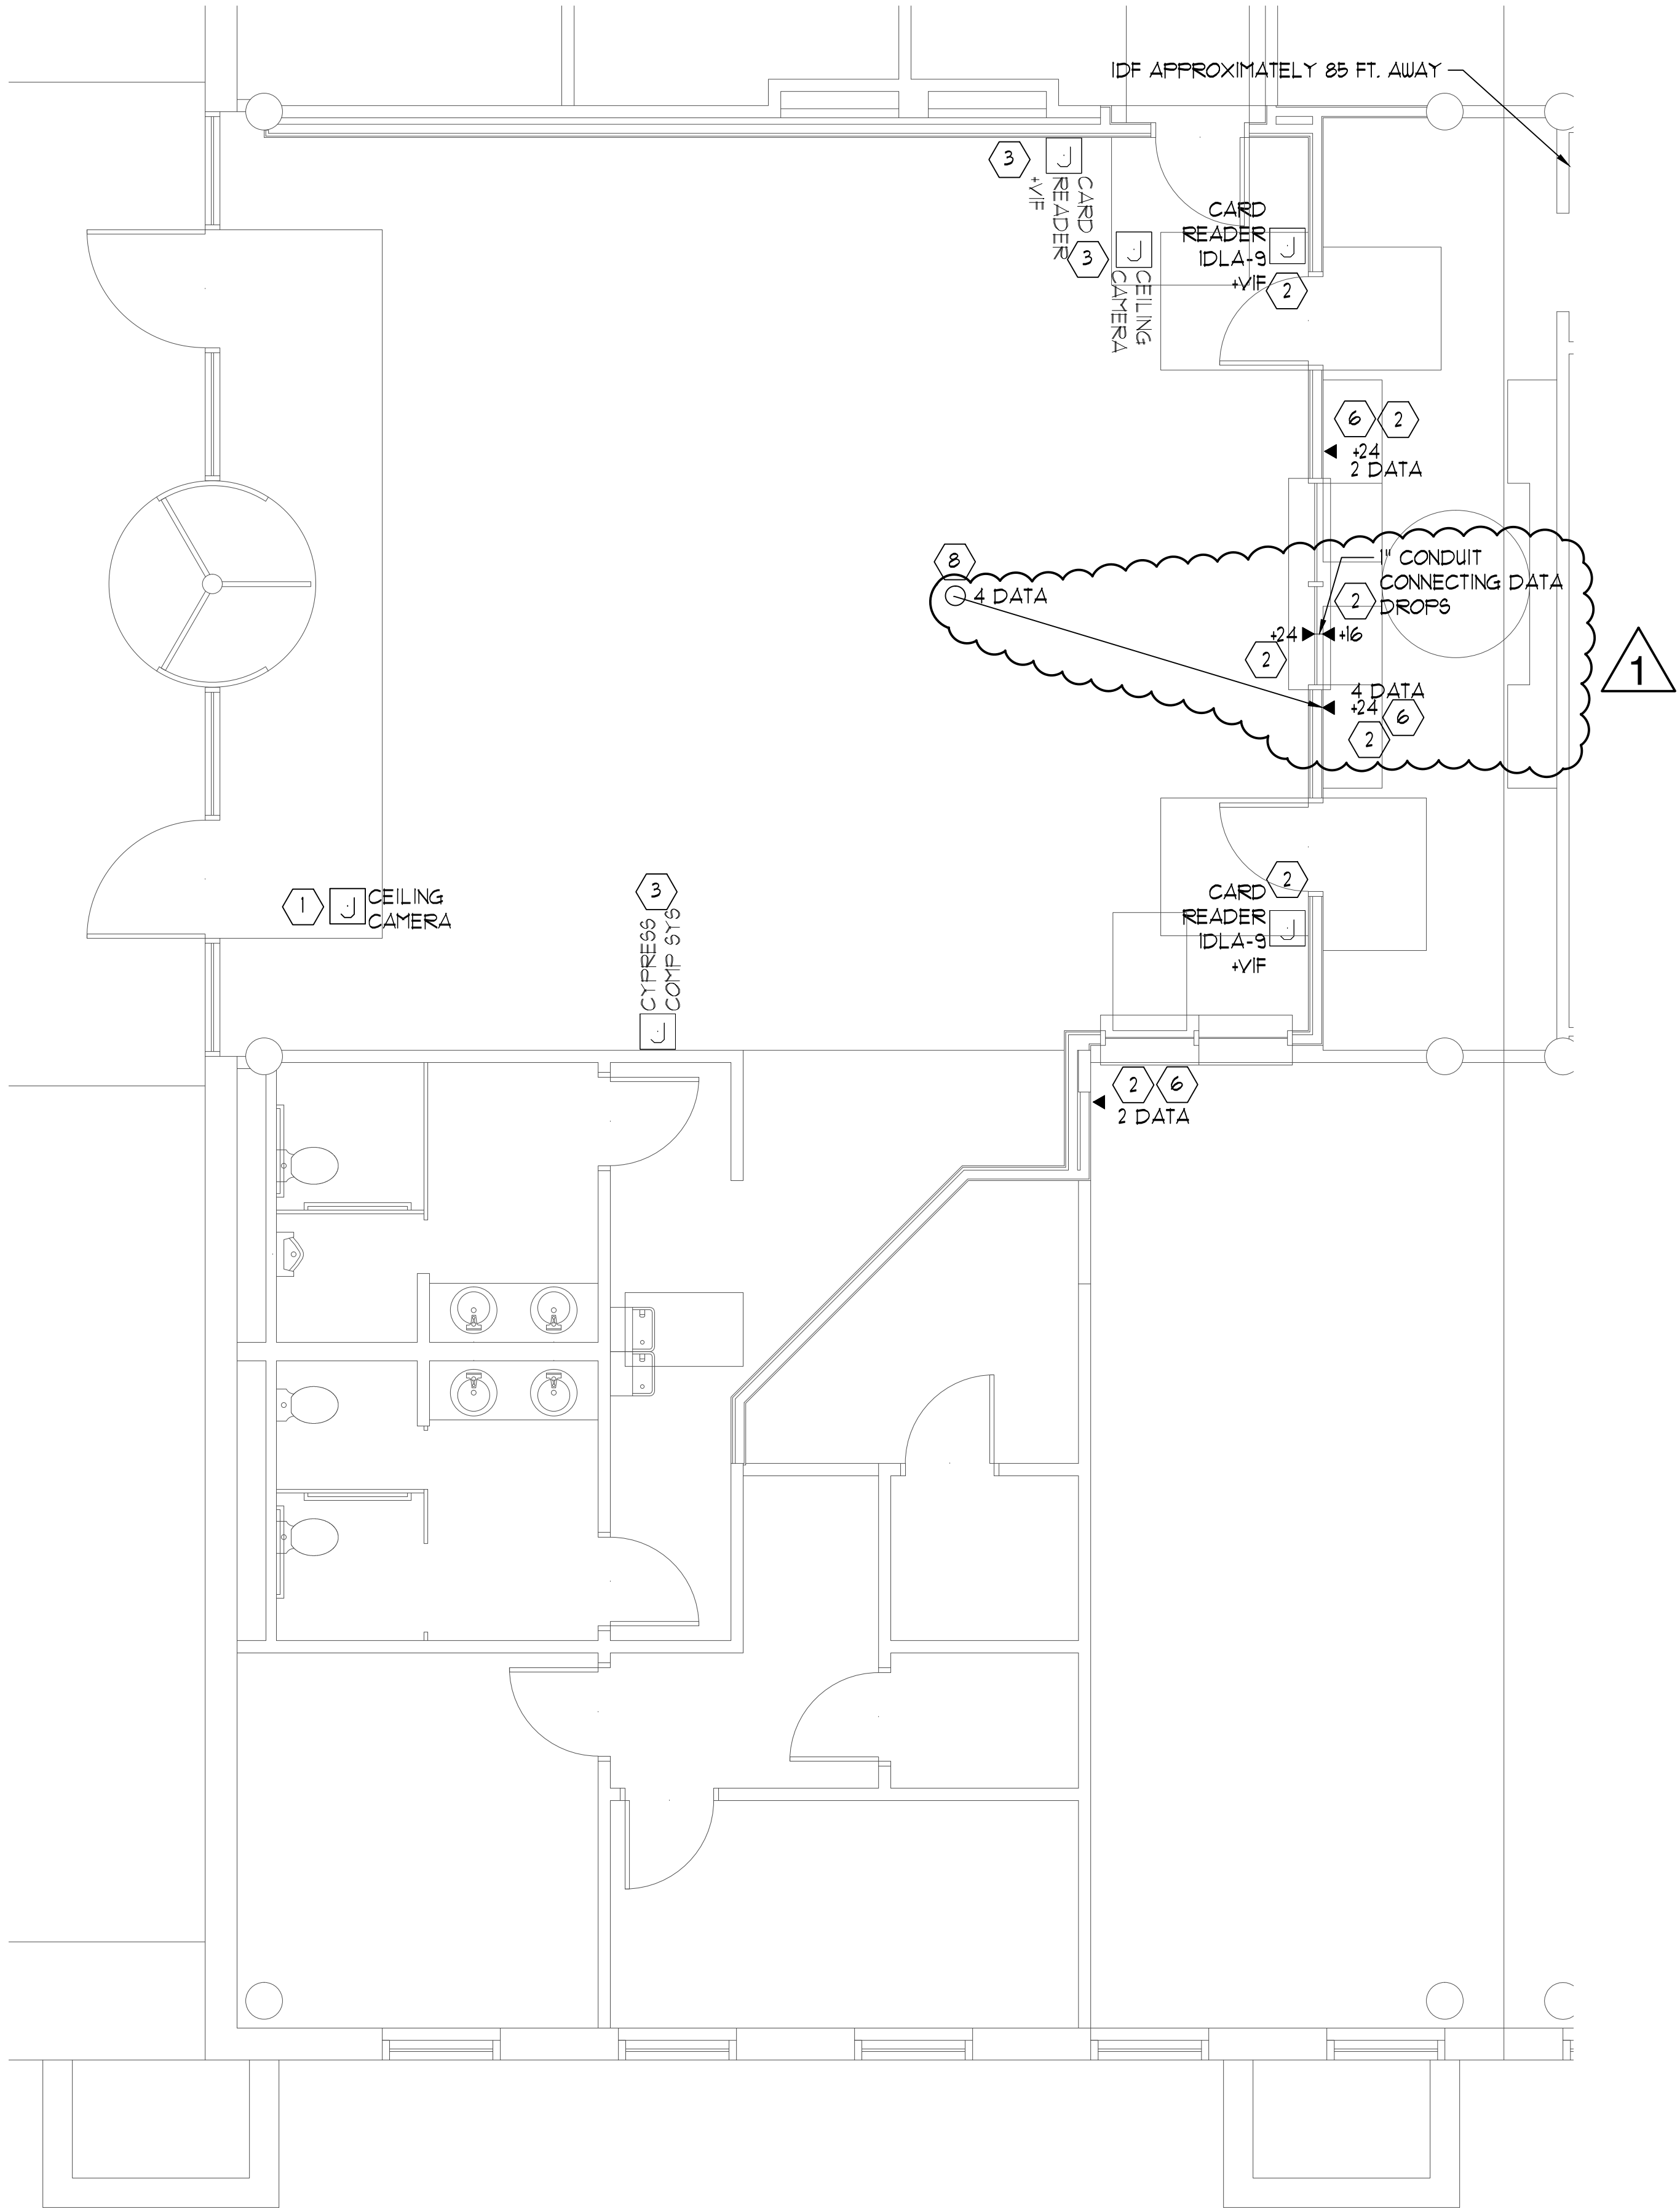 IDF APPROXIMATELY 85 FT. AWAY
3
J
CARD
READER
+VIF
3
J
CEILING
CAMERA
CARD
READER
IDLA-9
+VIF
J
2
6 2
+24
2 DATA
8
4 DATA
1" CONDUIT
CONNECTING DATA
DROPS
2
+24 +16
2
4 DATA
+24 6
2
1
1 J CEILING
CAMERA
3
CYPRESS
COMP SYS
J
2
CARD
READER
IDLA-9
+VIF
J
2 6
2 DATA